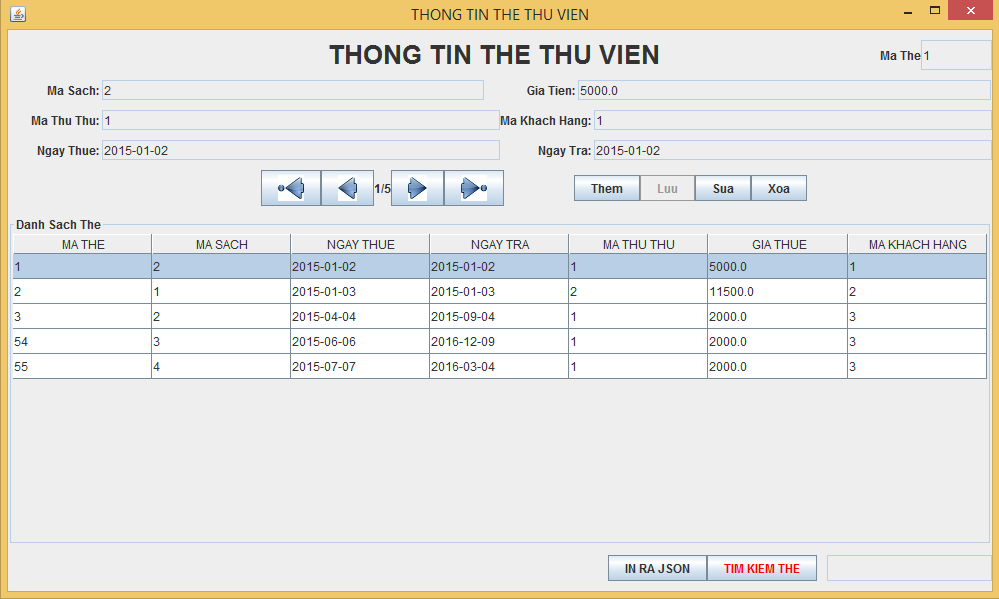 THONG TIN THE THU VIEN
THONG TIN THE THU VIEN
Ma The 1
Ma Sach: 2 Gia Tien: 5000.0
Ma Thu Thu: 1 Ma Khach Hang: 1
Ngay Thue: 2015-01-02 Ngay Tra: 2015-01-02
1/5 Them Luu Sua Xoa
Danh Sach The
MA THE MA SACH NGAY THUE NGAY TRA MA THU THU GIA THUE MA KHACH HANG
1 2 2015-01-02 2015-01-02 1 5000.0 1
2 1 2015-01-03 2015-01-03 2 11500.0 2
3 2 2015-04-04 2015-09-04 1 2000.0 3
54 3 2015-06-06 2016-12-09 1 2000.0 3
55 4 2015-07-07 2016-03-04 1 2000.0 3
IN RA JSON TIM KIEM THE